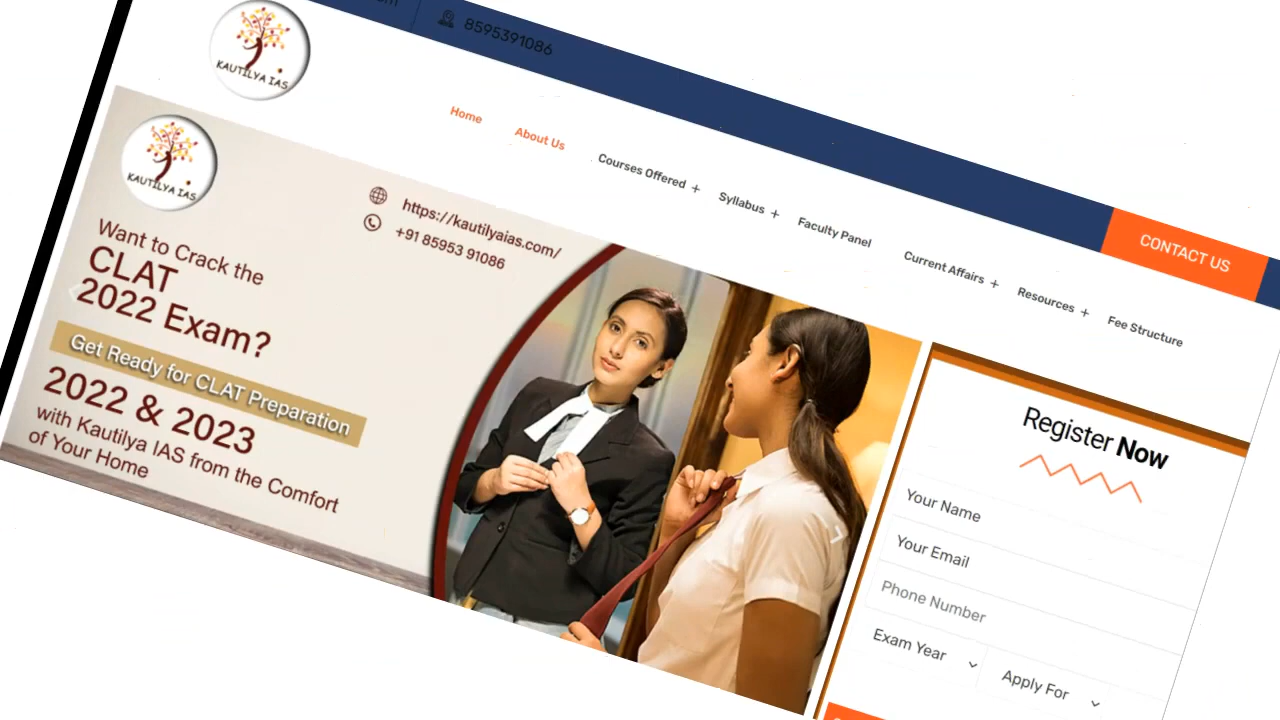 8595391086
KAUTILYA IAS
Home
About Us
Courses Offered +
Syllabus +
Faculty Panel
Current Affairs +
Resources +
Fee Structure
CONTACT US
KAUTILYA IAS
https://kautilyaias.com/
+91 85953 91086
Want to Crack the
CLAT
2022 Exam?
Get Ready for CLAT Preparation
2022 & 2023
with Kautilya IAS from the Comfort
of Your Home
Register Now
Your Name
Your Email
Phone Number
Exam Year
Apply For